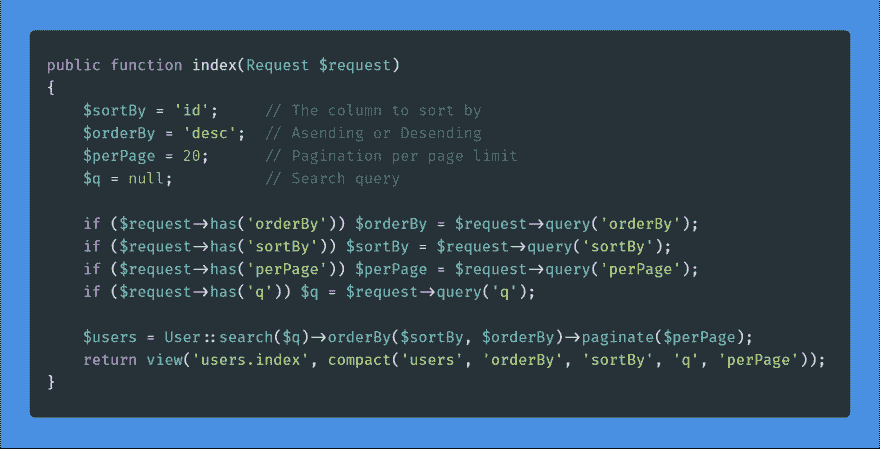 public function index(Request $request)
{
    $sortBy = 'id';     // The column to sort by
    $orderBy = 'desc';  // Asending or Desending
    $perPage = 20;      // Pagination per page limit
    $q = null;          // Search query

    if ($request->has('orderBy')) $orderBy = $request->query('orderBy');
    if ($request->has('sortBy')) $sortBy = $request->query('sortBy');
    if ($request->has('perPage')) $perPage = $request->query('perPage');
    if ($request->has('q')) $q = $request->query('q');

    $users = User::search($q)->orderBy($sortBy, $orderBy)->paginate($perPage);
    return view('users.index', compact('users', 'orderBy', 'sortBy', 'q', 'perPage'));
}